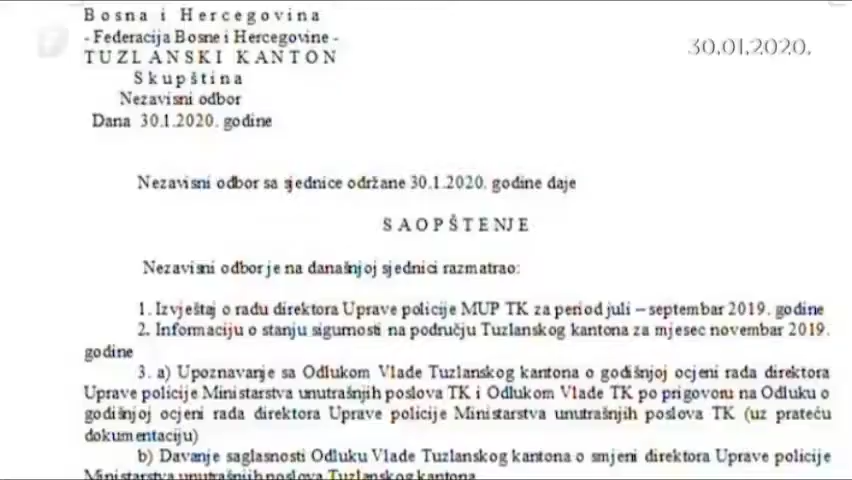 Bosna i Hercegovina
- Federacija Bosne i Hercegovine -
TUZLANSKI KANTON
Skupština
Nezavisni odbor
Dana 30.1.2020. godine
30.01.2020.
Nezavisni odbor sa sjednice održane 30.1.2020. godine daje
SAOPŠTENJE
Nezavisni odbor je na današnjoj sjednici razmatrao:
1. Izvještaj o radu direktora Uprave policije MUP TK za period juli – septembar 2019. godine
2. Informaciju o stanju sigurnosti na području Tuzlanskog kantona za mjesec novembar 2019.
godine
3. a) Upoznavanje sa Odlukom Vlade Tuzlanskog kantona o godišnjoj ocjeni rada direktora
Uprave policije Ministarstva unutrašnjih poslova TK i Odlukom Vlade TK po prigovoru na Odluku o
godišnjoj ocjeni rada direktora Uprave policije Ministarstva unutrašnjih poslova TK (uz prateću
dokumentaciju)
b) Davanje saglasnosti Odluku Vlade Tuzlanskog kantona o smjeni direktora Uprave policije
Ministarstva unutrašnjih poslova Tuzlanskog kantona